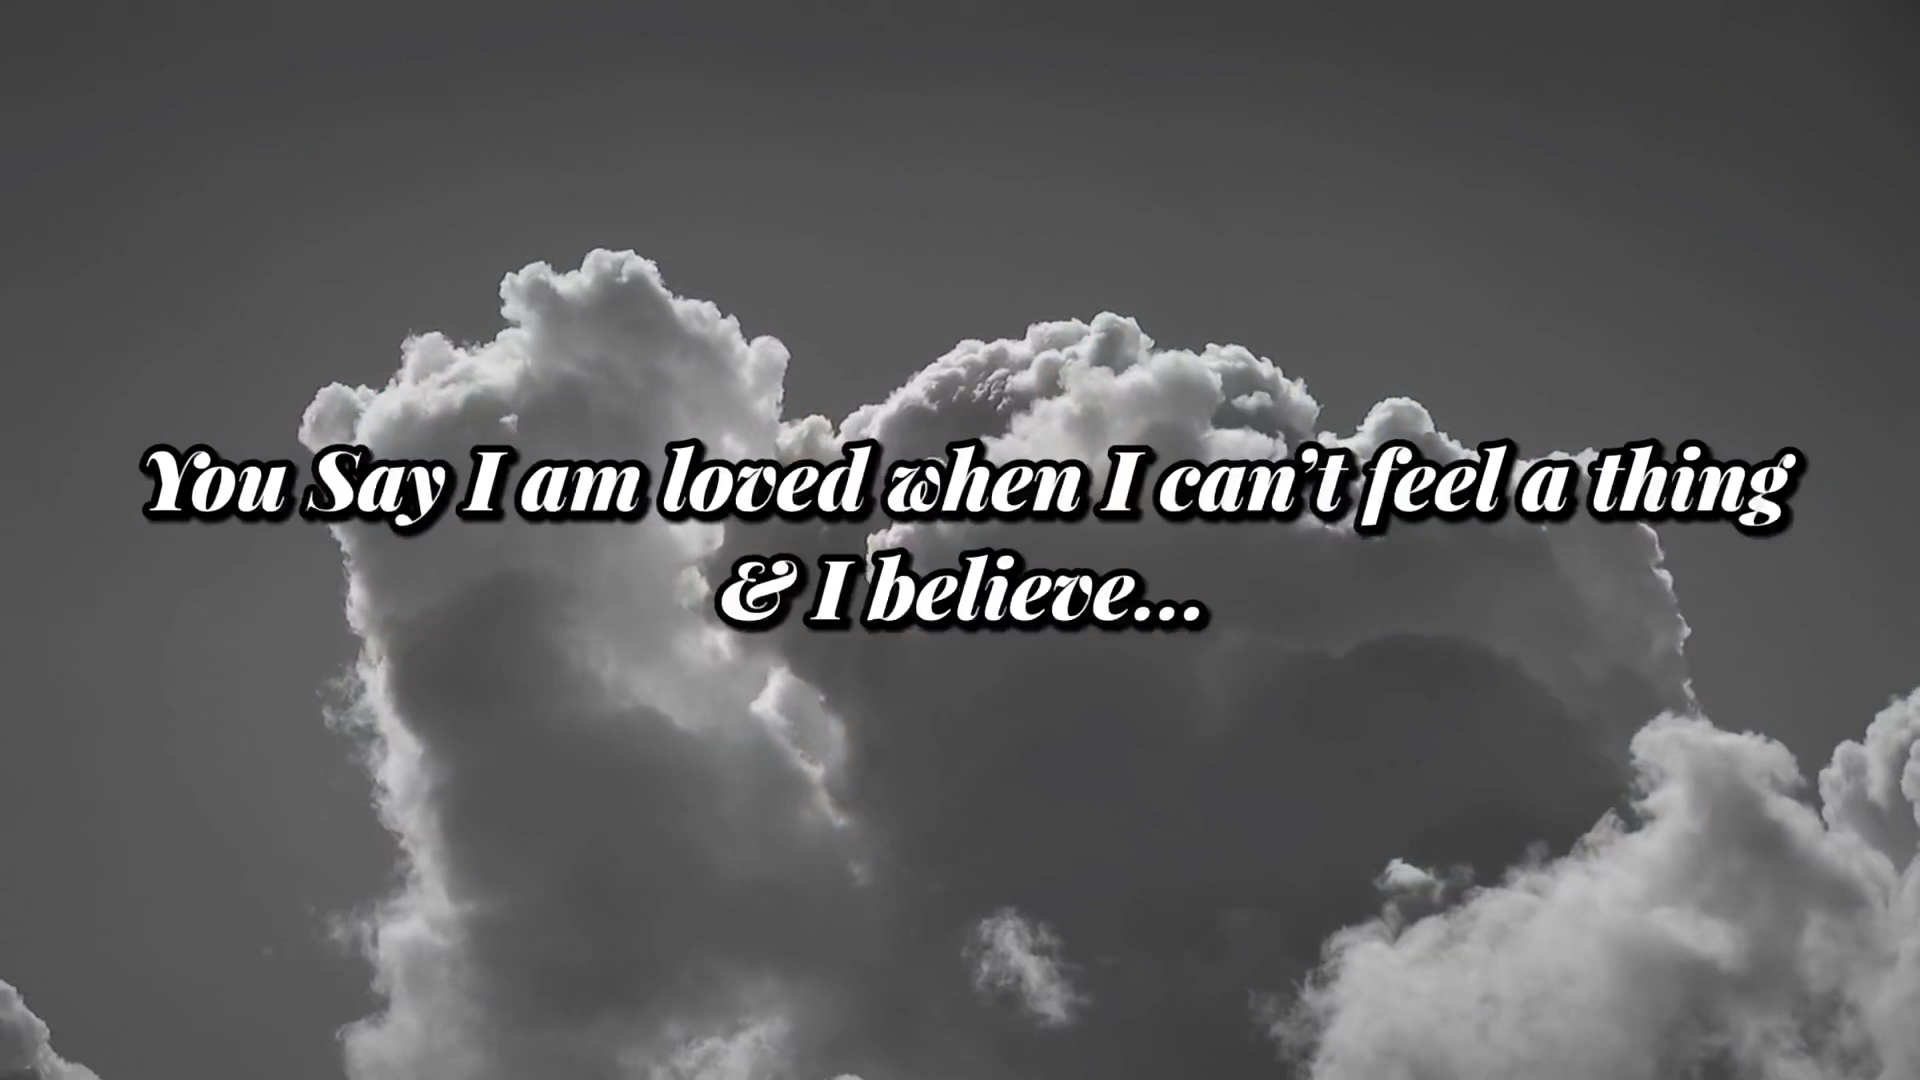 You Say I am loved when I can’t feel a thing
& I believe...